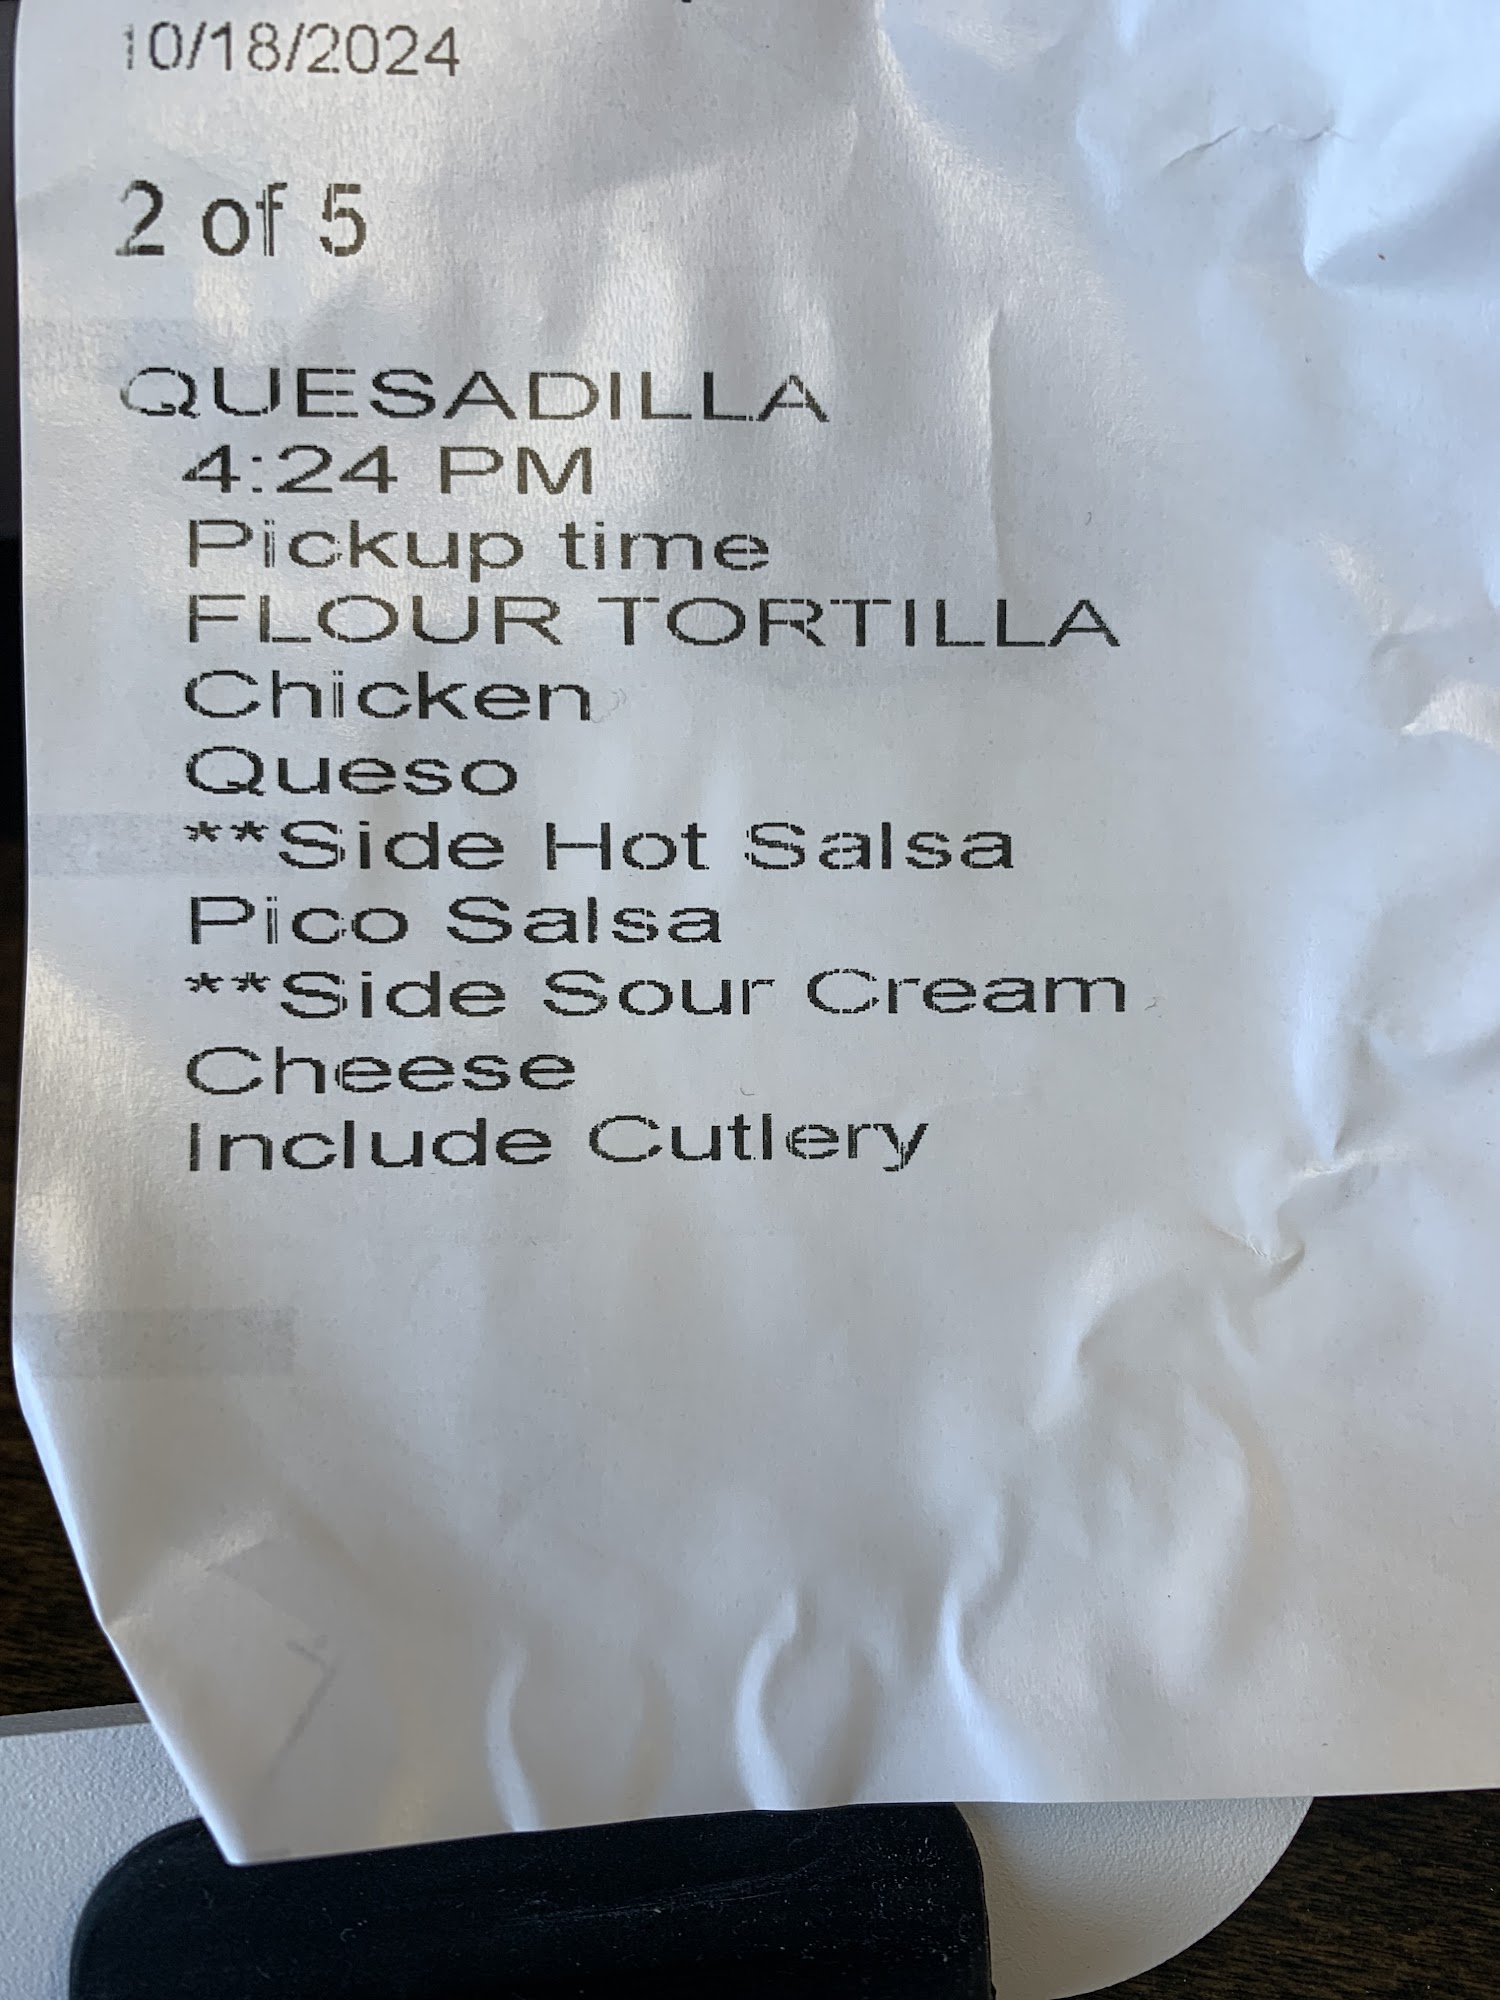 10/18/2024
2 of 5
QUESADILLA
4:24 PM
Pickup time
FLOUR TORTILLA
Chicken
Queso
**Side Hot Salsa
Pico Salsa
**Side Sour Cream
Cheese
Include Cutlery